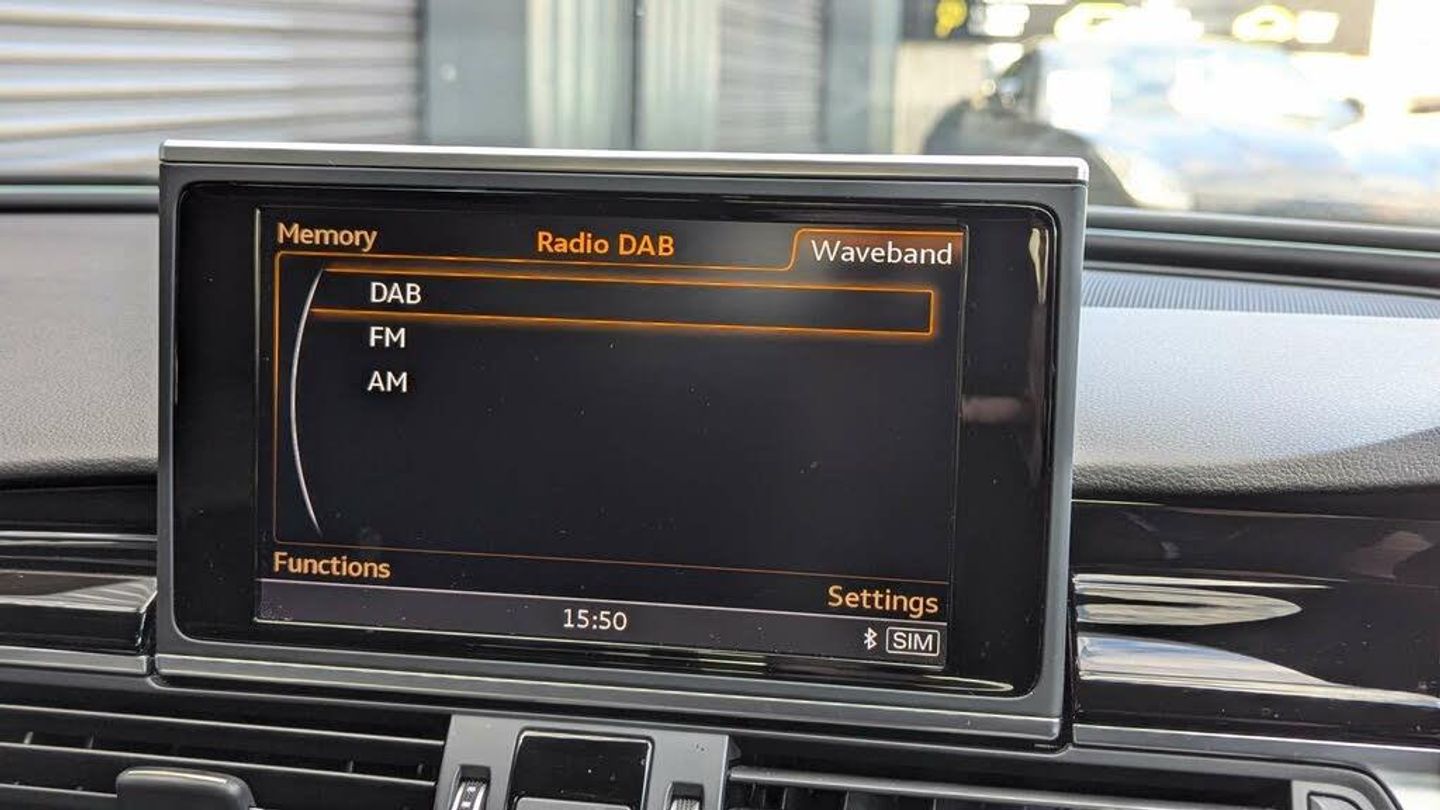 Memory
Radio DAB
Waveband
DAB
FM
AM
Functions
Settings
15:50
SIM